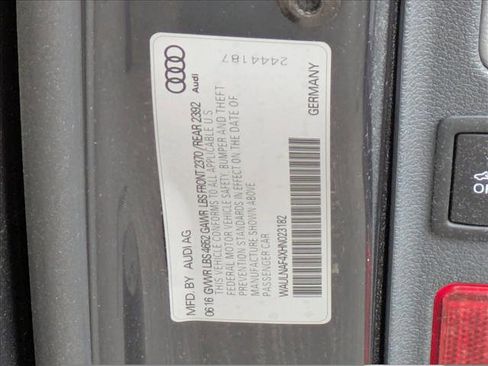 Audi
2444187
MFD. BY AUDI AG
06 16 GVWR LBS 4652 GAWR LBS FRONT 2370 / REAR 2392
THIS VEHICLE CONFORMS TO ALL APPLICABLE U.S
FEDERAL MOTOR VEHICLE SAFETY, BUMPER AND THEFT
PREVENTION STANDARDS IN EFFECT ON THE DATE OF
MANUFACTURE SHOWN ABOVE
PASSENGER CAR
WAULNAF4XHN023182
GERMANY